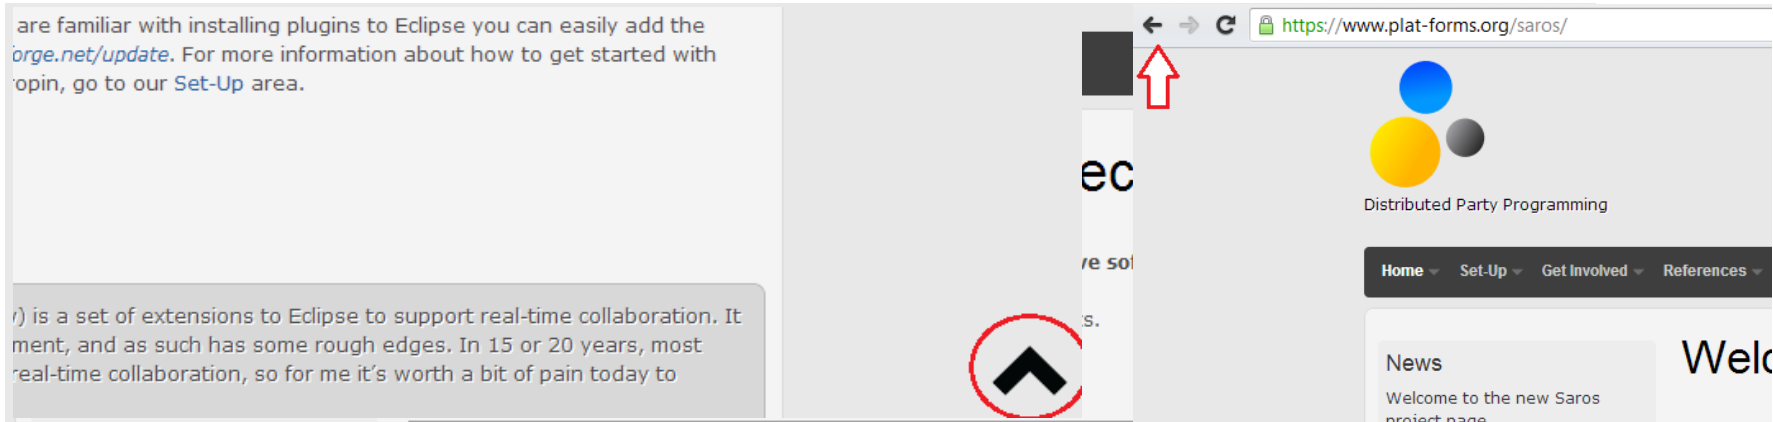 are familiar with installing plugins to Eclipse you can easily add the
orge.net/update. For more information about how to get started with
opin, go to our Set-Up area.
) is a set of extensions to Eclipse to support real-time collaboration. It
ment, and as such has some rough edges. In 15 or 20 years, most
real-time collaboration, so for me it's worth a bit of pain today to
ec
ve sof
s.
https://www.plat-forms.org/saros/
Distributed Party Programming
Home Set-Up Get Involved References
News
Welcome to the new Saros
project page
Welc